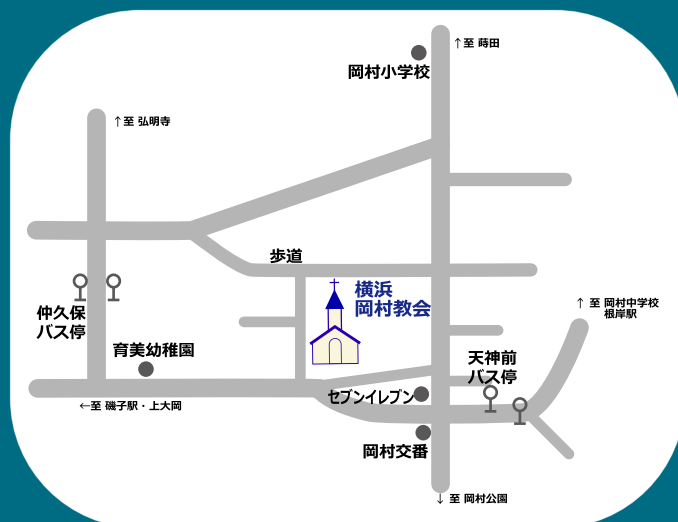 ↑至 蒔田
岡村小学校
↑至 弘明寺
歩道
横浜
岡村教会
仲久保
バス停
↑ 至 岡村中学校
根岸駅
育美幼稚園
天神前
バス停
セブンイレブン
←至 磯子駅・上大岡
岡村交番
↓ 至 岡村公園